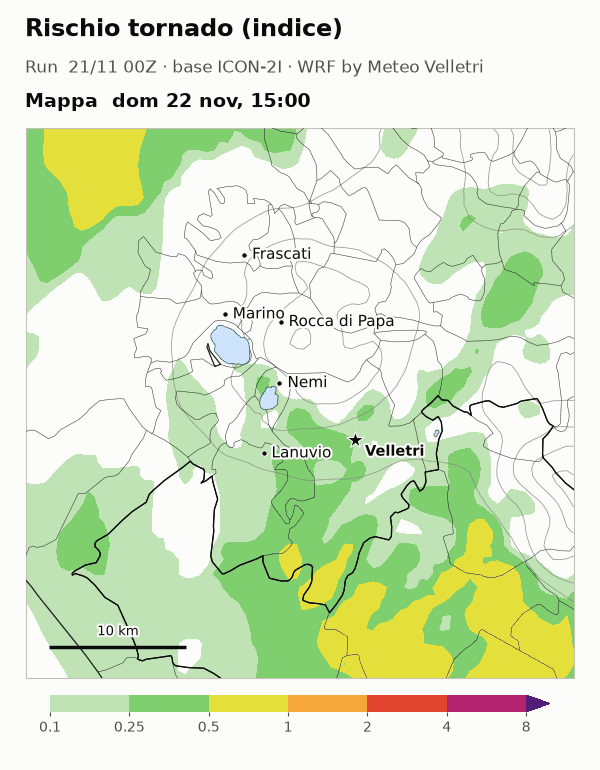 Rischio tornado (indice)
Run  21/11 00Z · base ICON-2I · WRF by Meteo Velletri
Mappa  dom 22 nov, 15:00
Frascati
Marino
Rocca di Papa
Nemi
Velletri
Lanuvio
10 km
0.1 0.25 0.5 1 2 4 8